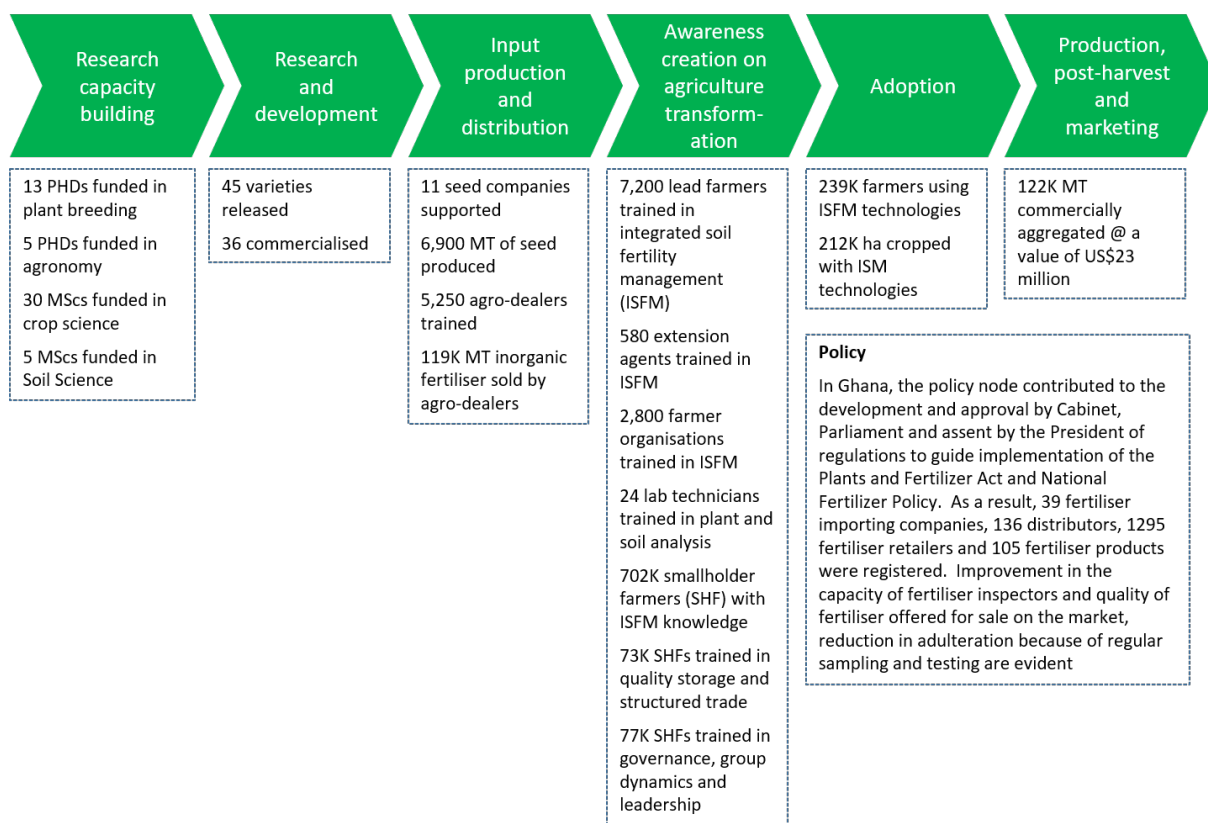 Research
capacity
building
Research
and
development
Input
production
and
distribution
Awareness
creation on
agriculture
transform-
ation
Adoption
Production,
post-harvest
and
marketing
13 PHDs funded in
plant breeding
5 PHDs funded in
agronomy
30 MScs funded in
crop science
5 MScs funded in
Soil Science
45 varieties
released
36 commercialised
11 seed companies
supported
6,900 MT of seed
produced
5,250 agro-dealers
trained
119K MT inorganic
fertiliser sold by
agro-dealers
7,200 lead farmers
trained in
integrated soil
fertility
management
(ISFM)
580 extension
agents trained in
ISFM
2,800 farmer
organisations
trained in ISFM
24 lab technicians
trained in plant and
soil analysis
702K smallholder
farmers (SHF) with
ISFM knowledge
73K SHFs trained in
quality storage and
structured trade
77K SHFs trained in
governance, group
dynamics and
leadership
239K farmers using
ISFM technologies
212K ha cropped
with ISM
technologies
122K MT
commercially
aggregated @ a
value of US$23
million
Policy
In Ghana, the policy node contributed to the
development and approval by Cabinet,
Parliament and assent by the President of
regulations to guide implementation of the
Plants and Fertilizer Act and National
Fertilizer Policy.  As a result, 39 fertiliser
importing companies, 136 distributors, 1295
fertiliser retailers and 105 fertiliser products
were registered.  Improvement in the
capacity of fertiliser inspectors and quality of
fertiliser offered for sale on the market,
reduction in adulteration because of regular
sampling and testing are evident